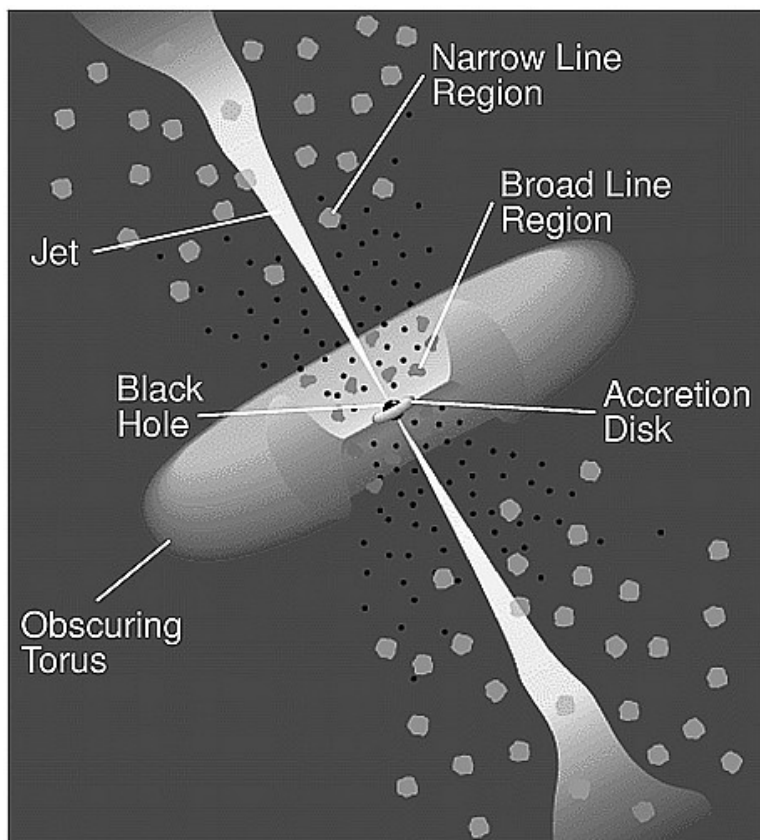 Narrow Line
Region
Broad Line
Region
Jet
Black
Hole
Accretion
Disk
Obscuring
Torus